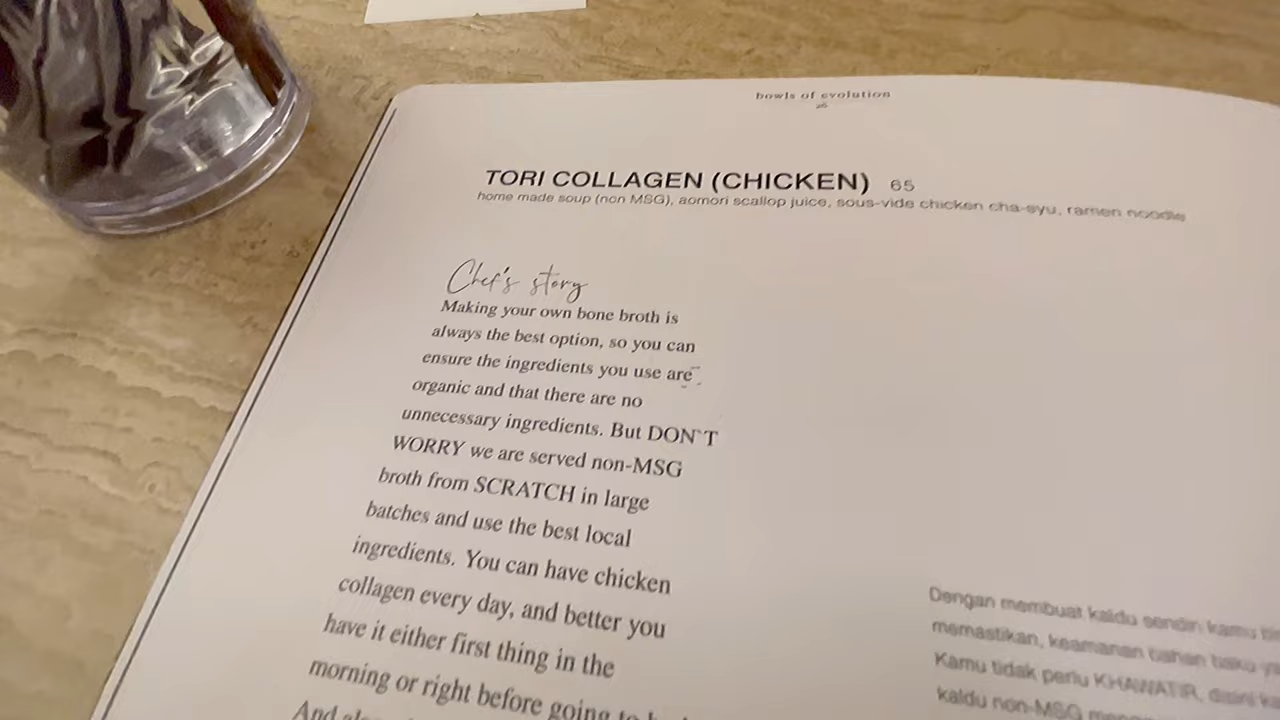 bowls of evolution
26
TORI COLLAGEN (CHICKEN) 65
home made soup (non MSG), aomori scallop juice, sous-vide chicken cha-syu, ramen noodle
Chef's story
Making your own bone broth is
always the best option, so you can
ensure the ingredients you use are
organic and that there are no
unnecessary ingredients. But DON`T
WORRY we are served non-MSG
broth from SCRATCH in large
batches and use the best local
ingredients. You can have chicken
collagen every day, and better you
have it either first thing in the
morning or right before going to
And
Dengan membuat kaldu sendiri kamu
memastikan, keamanan bahan baku
Kamu tidak perlu KHAWATIR, disini
kaldu non-MSG